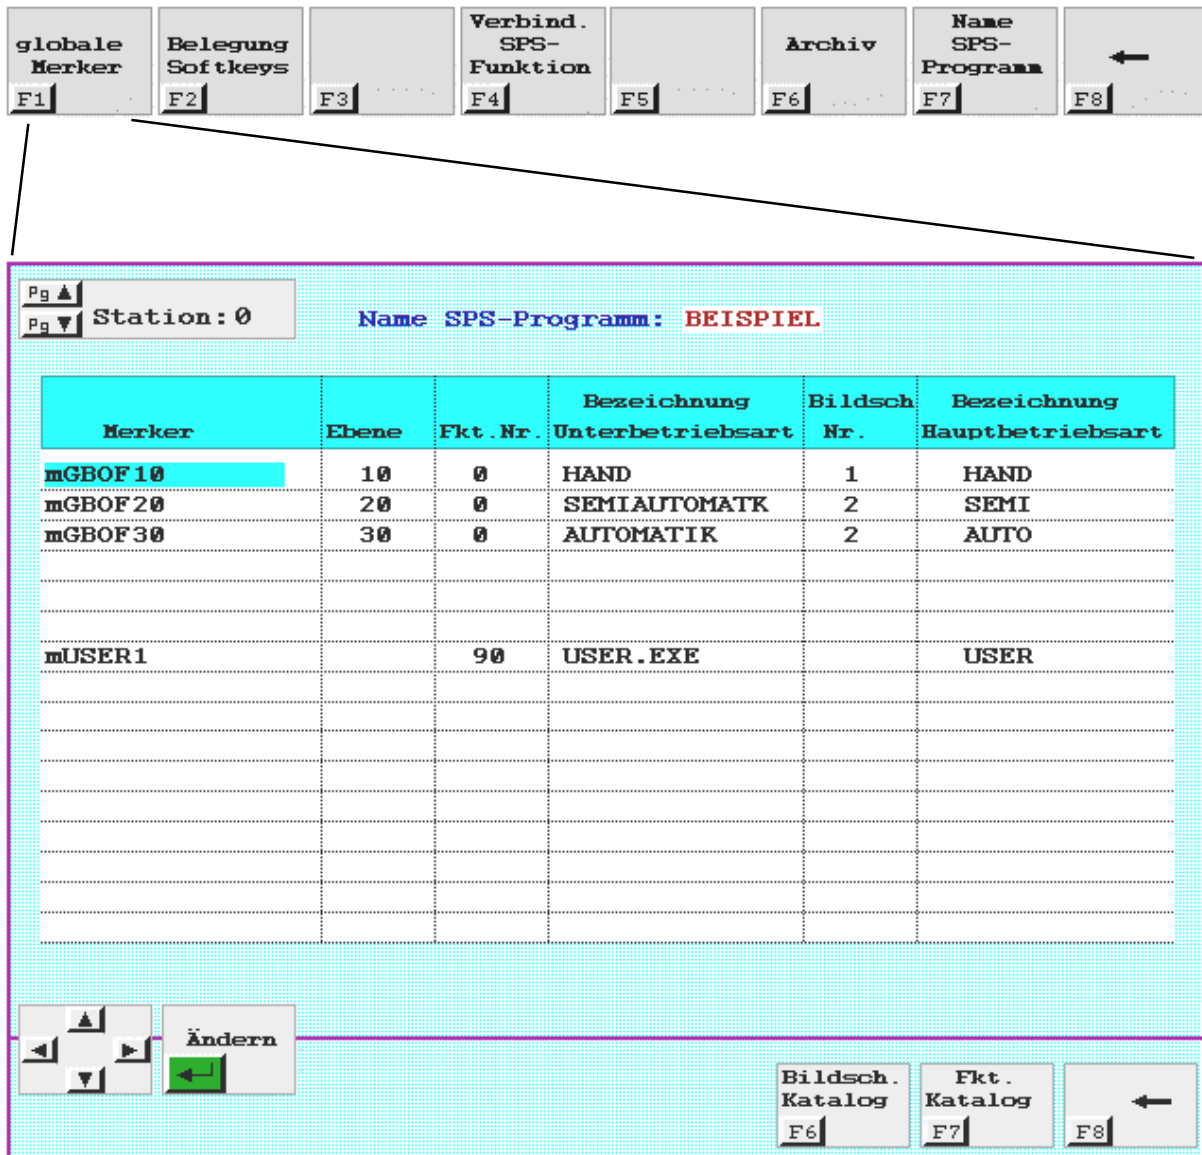 globale
Merker
F1
Belegung
Softkeys
F2
F3
Verbind.
SPS-
Funktion
F4
F5
Archiv
F6
Name
SPS-
Programm
F7
F8
Pg
Pg
Station:0
Name SPS-Programm: BEISPIEL
Bezeichnung Bildsch Bezeichnung
Merker Ebene Fkt.Nr. Unterbetriebsart Nr. Hauptbetriebsart
mGBOF10 10 0 HAND 1 HAND
mGBOF20 20 0 SEMIAUTOMATK 2 SEMI
mGBOF30 30 0 AUTOMATIK 2 AUTO
mUSER1 90 USER.EXE USER
Ändern
Bildsch.
Katalog
F6
Fkt.
Katalog
F7
F8